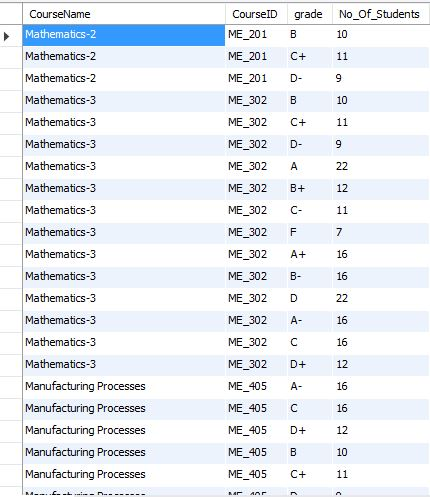 CourseName CourseID grade No_Of_Students
Mathematics-2 ME_201 B 10
Mathematics-2 ME_201 C+ 11
Mathematics-2 ME_201 D- 9
Mathematics-3 ME_302 B 10
Mathematics-3 ME_302 C+ 11
Mathematics-3 ME_302 D- 9
Mathematics-3 ME_302 A 22
Mathematics-3 ME_302 B+ 12
Mathematics-3 ME_302 C- 11
Mathematics-3 ME_302 F 7
Mathematics-3 ME_302 A+ 16
Mathematics-3 ME_302 B- 16
Mathematics-3 ME_302 D 22
Mathematics-3 ME_302 A- 16
Mathematics-3 ME_302 C 16
Mathematics-3 ME_302 D+ 12
Manufacturing Processes ME_405 A- 16
Manufacturing Processes ME_405 C 16
Manufacturing Processes ME_405 D+ 12
Manufacturing Processes ME_405 B 10
Manufacturing Processes ME_405 C+ 11